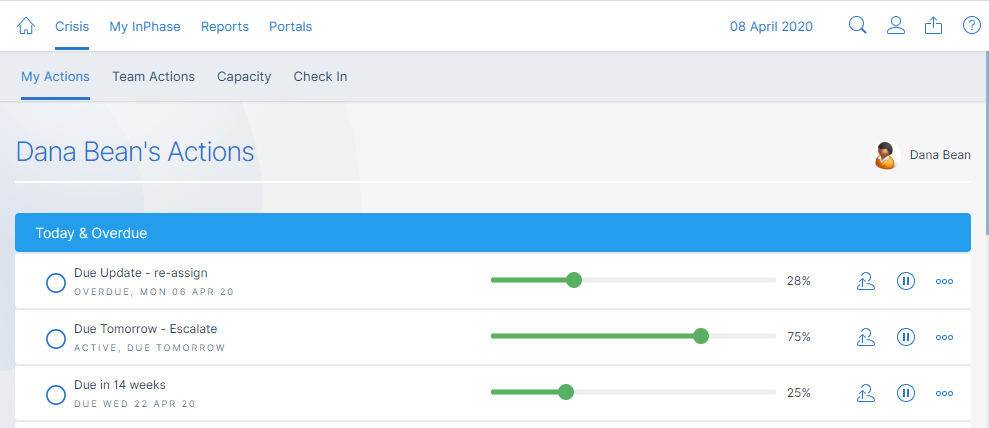 Crisis My InPhase Reports Portals 08 April 2020
My Actions Team Actions Capacity Check In
Dana Bean's Actions
Dana Bean
Today & Overdue
Due Update - re-assign
28%
OVERDUE, MON 06 APR 20
Due Tomorrow - Escalate
75%
ACTIVE, DUE TOMORROW
Due in 14 weeks
25%
DUE WED 22 APR 20